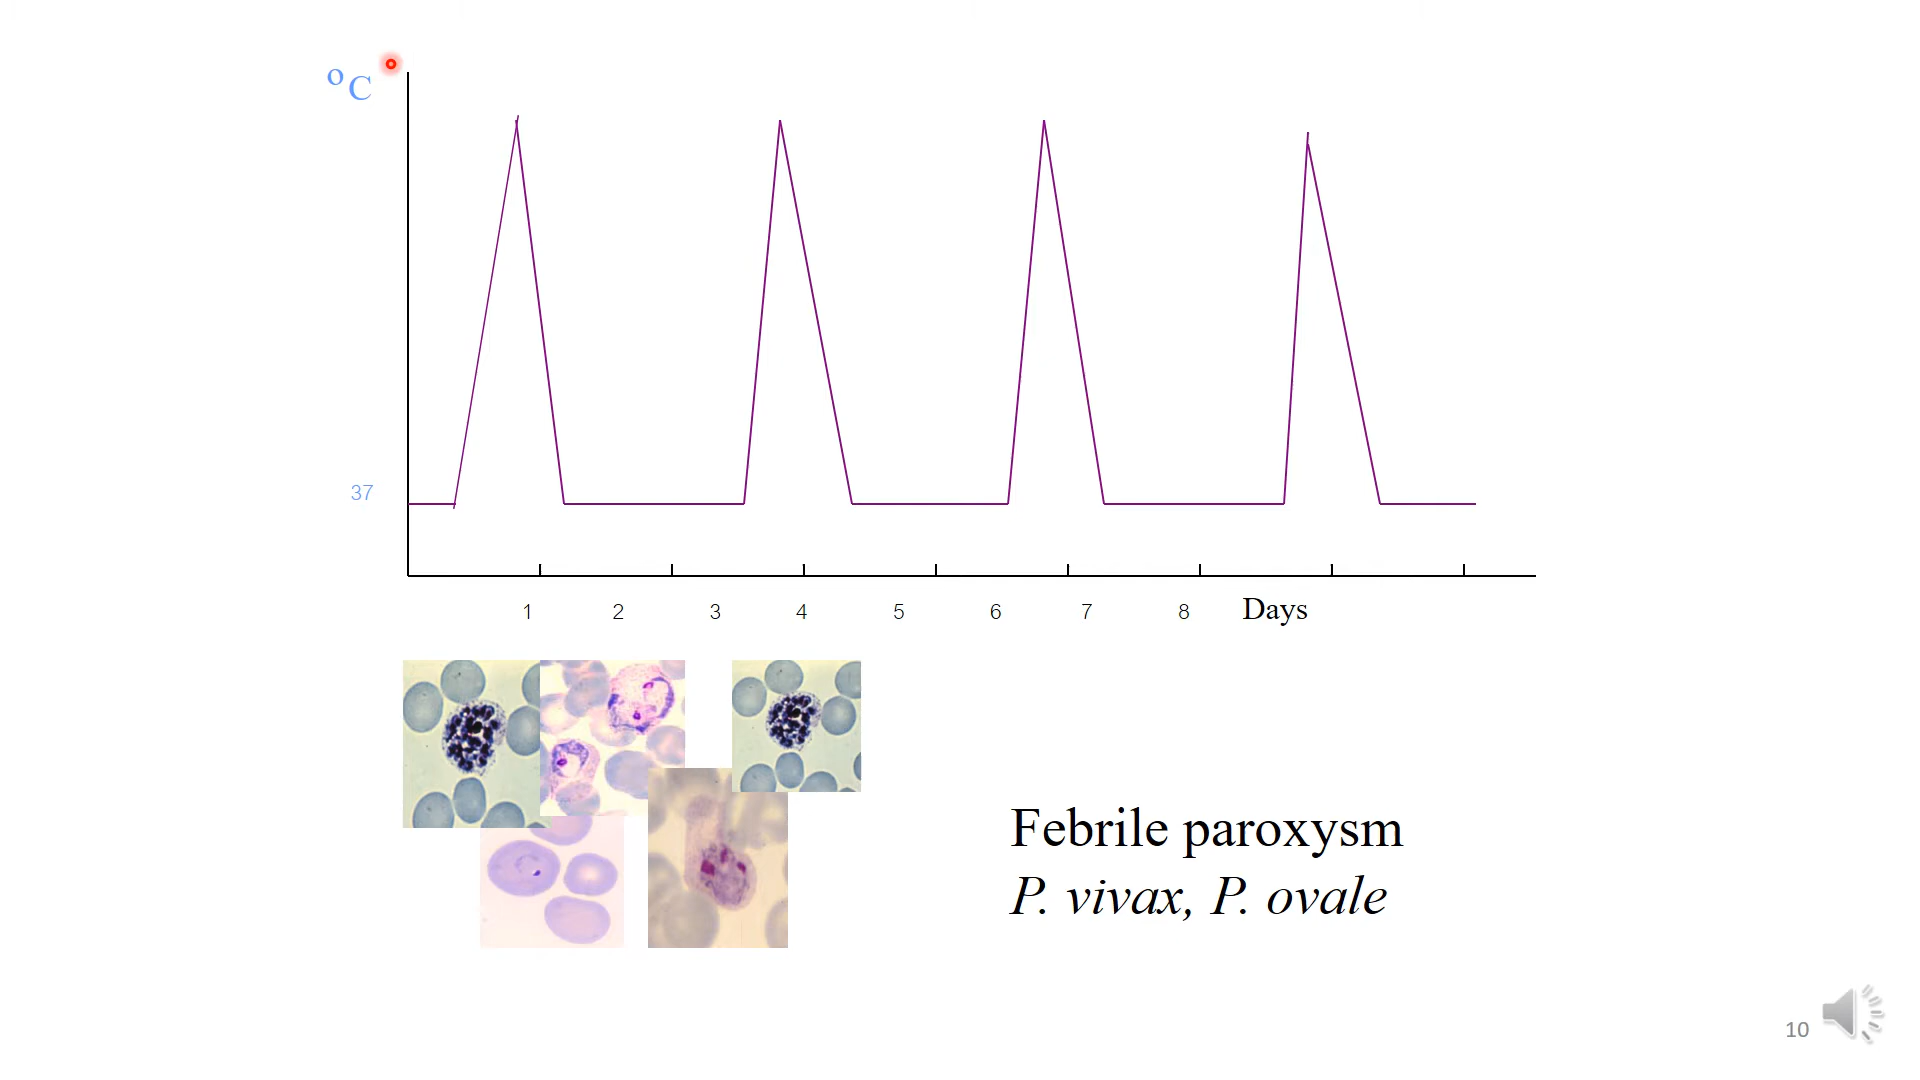 °C
37
1 2 3 4 5 6 7 8 Days
Febrile paroxysm
P. vivax, P. ovale
10